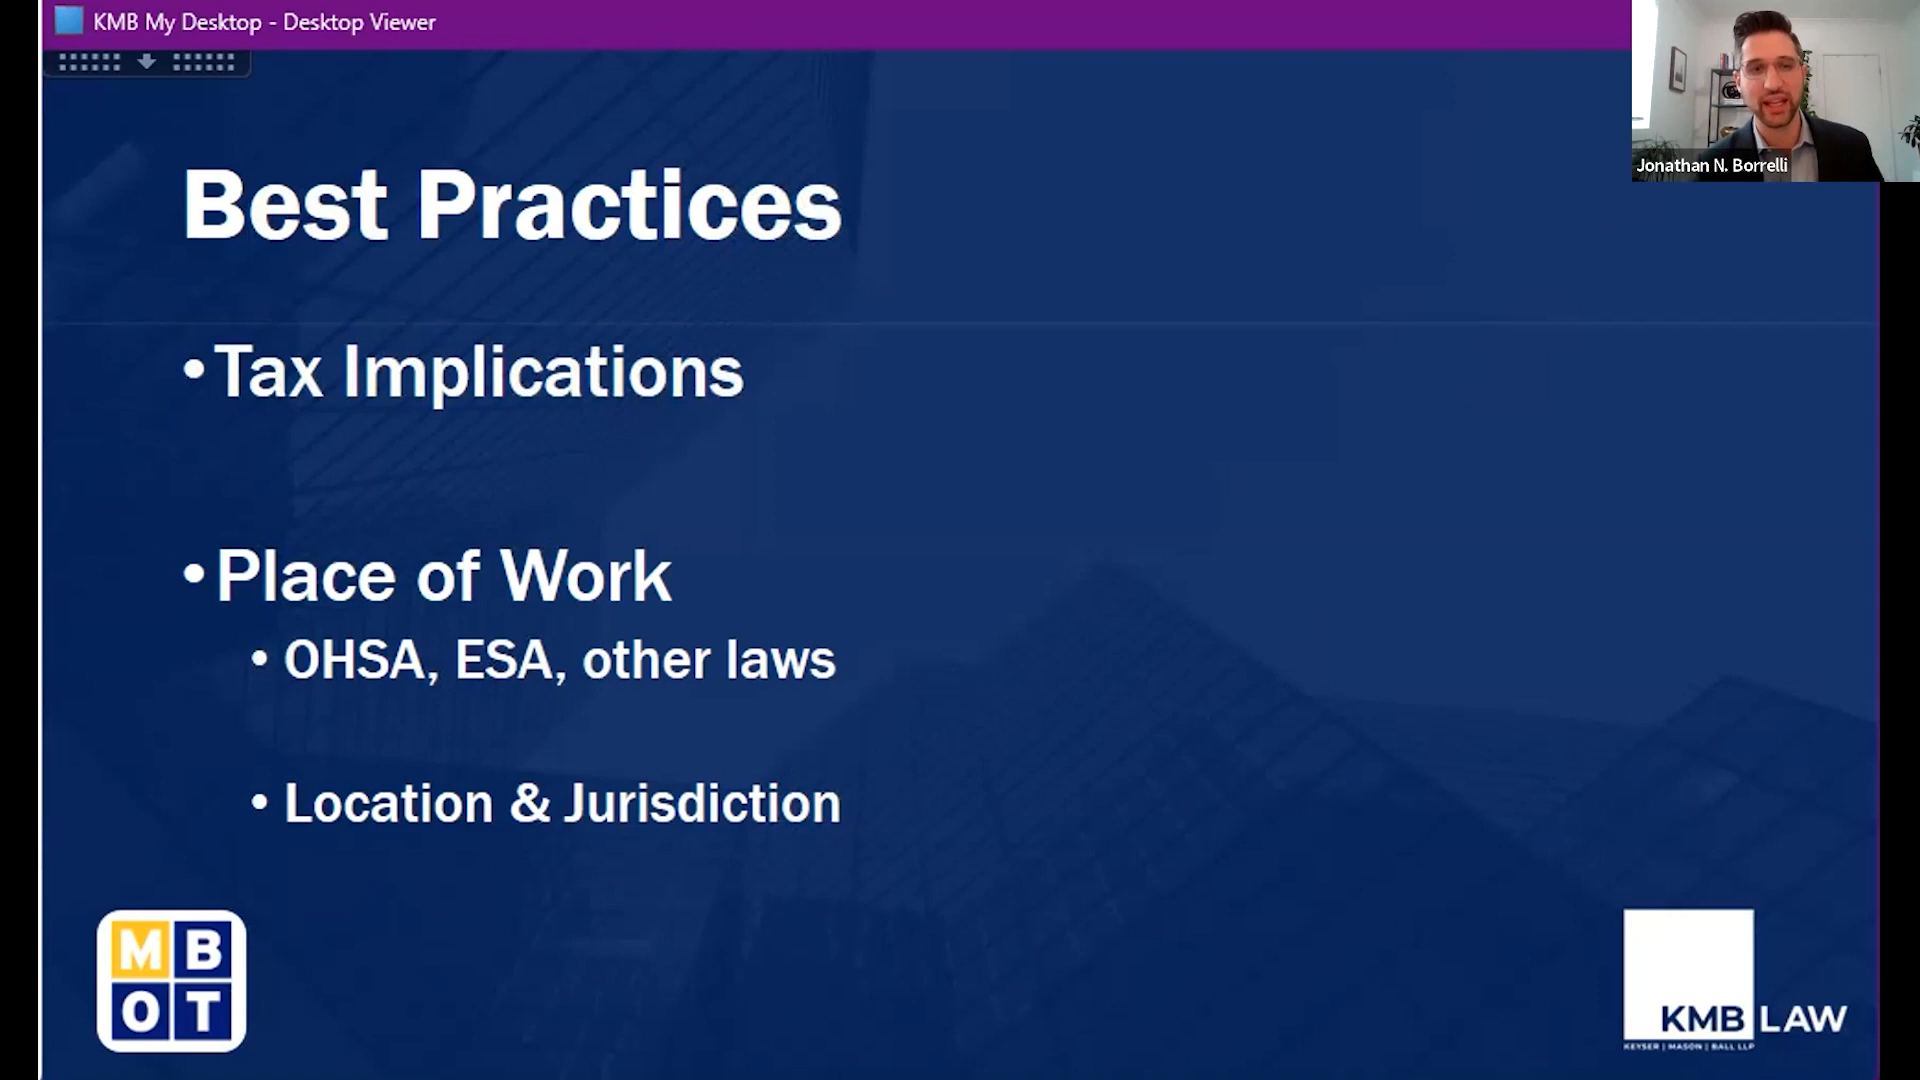 KMB My Desktop - Desktop Viewer
Jonathan N. Borrelli
Best Practices
•Tax Implications
•Place of Work
• OHSA, ESA, other laws
• Location & Jurisdiction
M B
O T
KMB LAW
KEYSER | MASON | BALL LLP